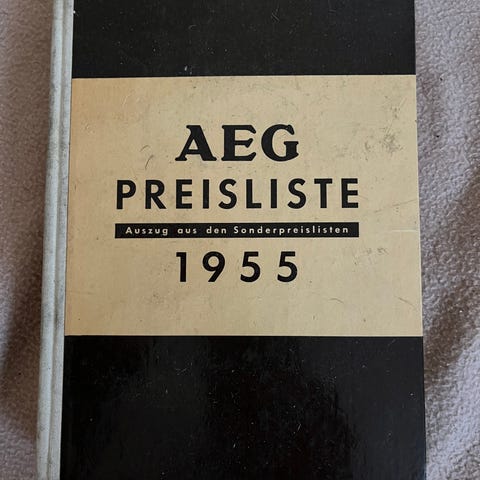 AEG
PREISLISTE
Auszug aus den Sonderpreislisten
1955